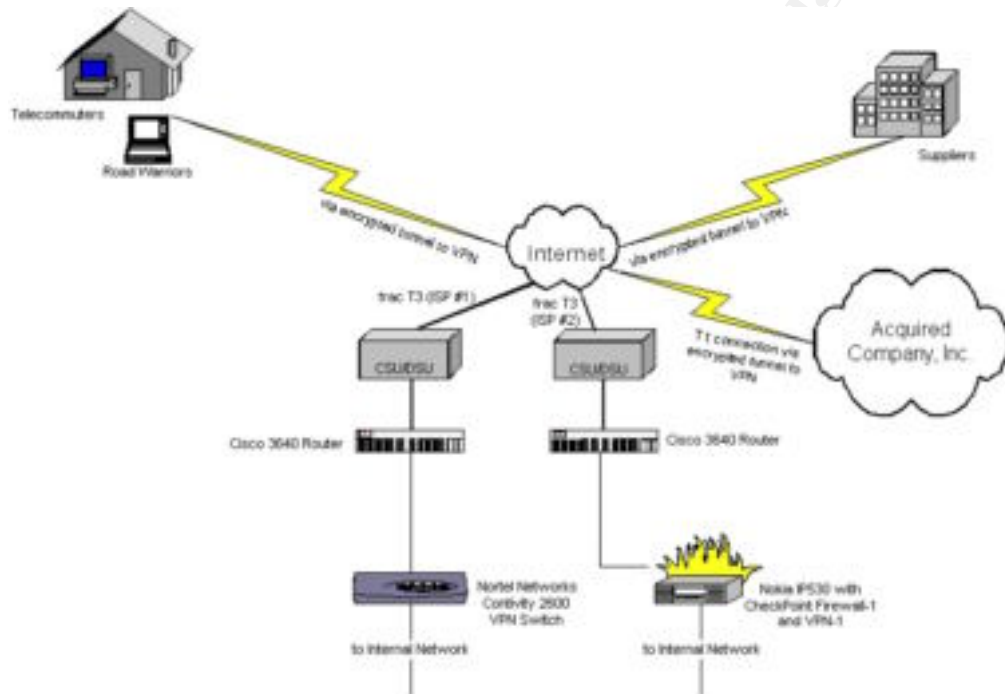 Telecommuters
Road Warriors
Suppliers
via encrypted tunnel to VPN
Internet
via encrypted tunnel to VPN
frac T3 (ISP #1)
frac T3
(ISP #2)
T1 connection via
encrypted tunnel to
VPN
Acquired
Company, Inc.
CSU/DSU
CSU/DSU
Cisco 3640 Router
Cisco 3640 Router
Nortel Networks
Contivity 2600
VPN Switch
Nokia IP530 with
CheckPoint Firewall-1
and VPN-1
to Internal Network
to Internal Network